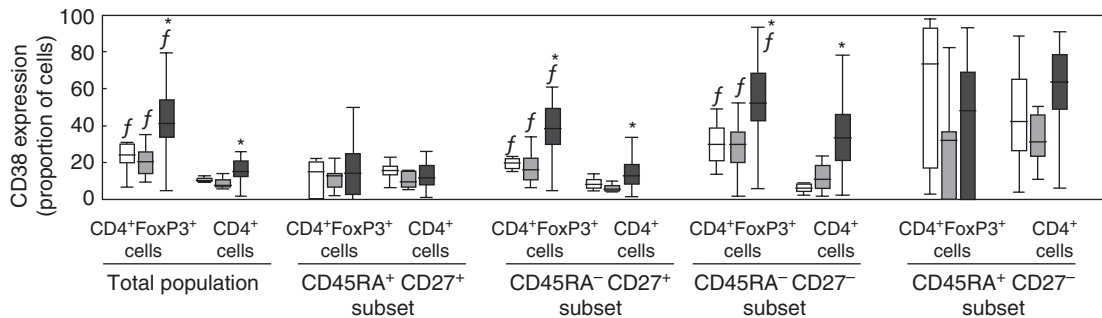 CD38 expression
(proportion of cells)
100
80
60
40
20
0
*
ƒ
ƒ
ƒ
*
*
ƒ
ƒ
ƒ
*
*
ƒ
ƒ
ƒ
*
CD4⁺FoxP3⁺ cells
CD4⁺ cells
CD4⁺FoxP3⁺ cells
CD4⁺ cells
CD4⁺FoxP3⁺ cells
CD4⁺ cells
CD4⁺FoxP3⁺ cells
CD4⁺ cells
CD4⁺FoxP3⁺ cells
CD4⁺ cells
Total population
CD45RA⁺ CD27⁺
subset
CD45RA⁻ CD27⁺
subset
CD45RA⁻ CD27⁻
subset
CD45RA⁺ CD27⁻
subset